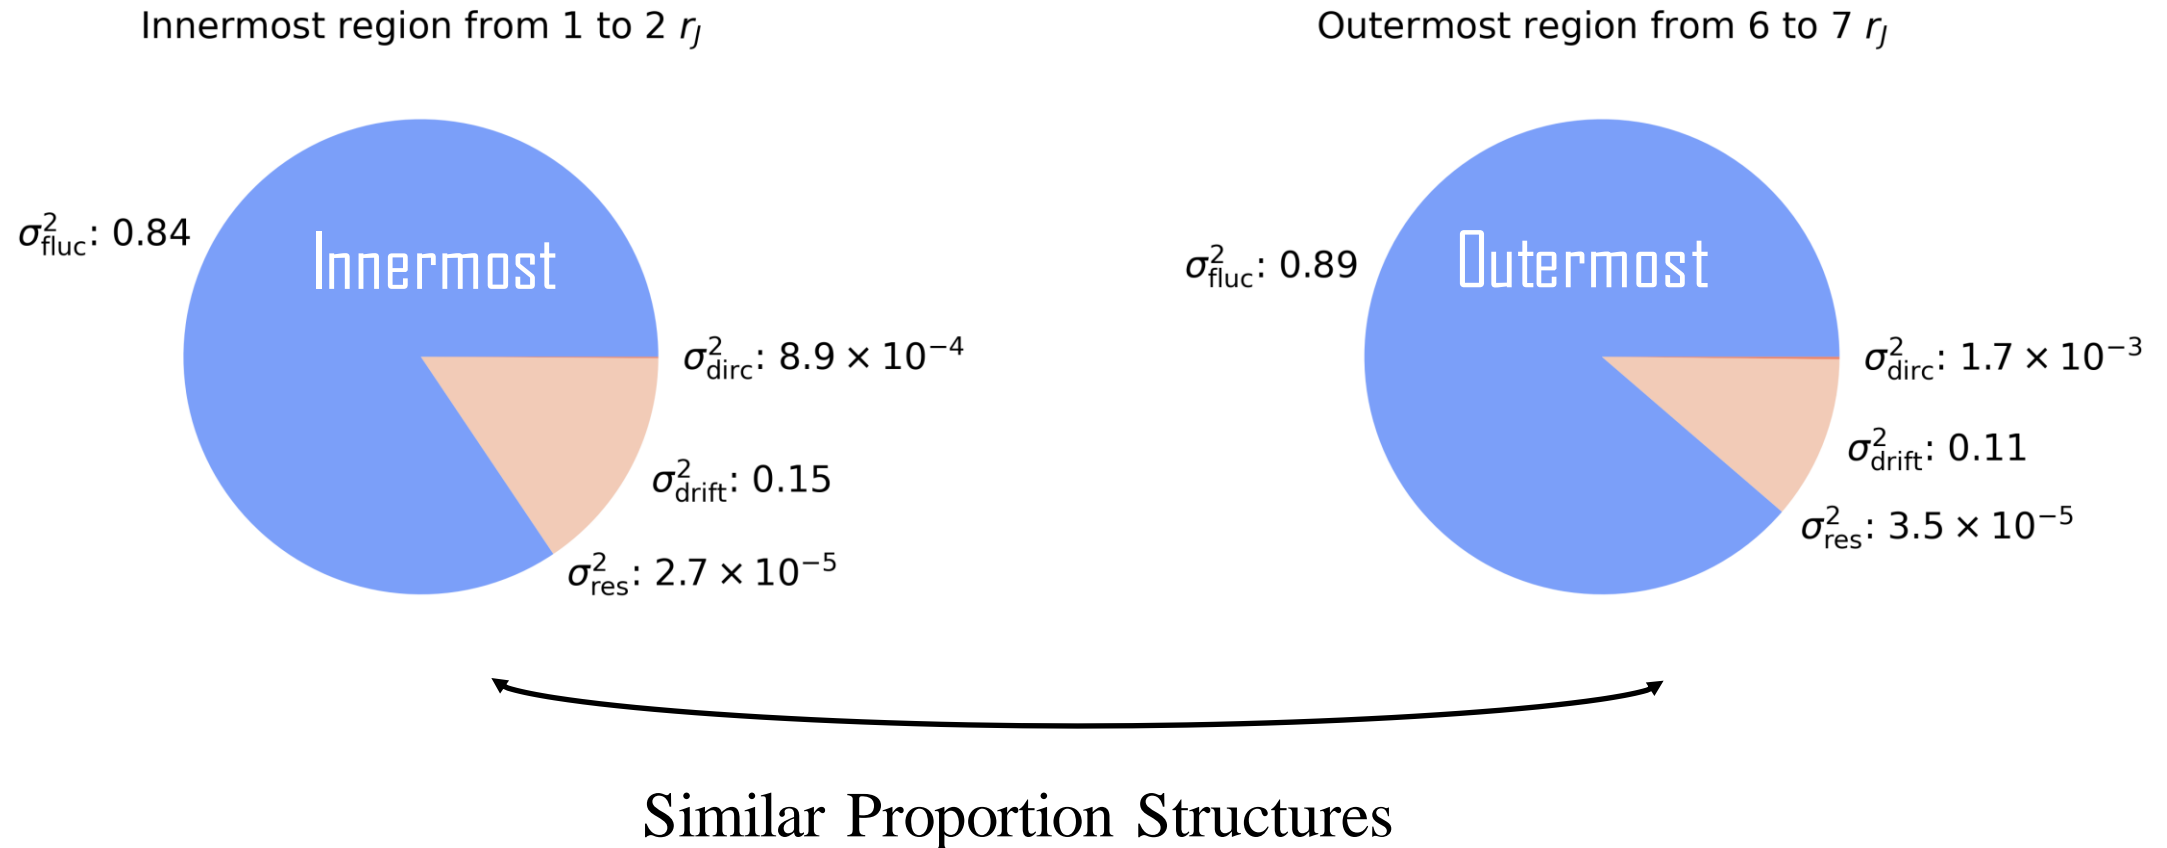 Innermost region from 1 to 2 r_J
Outermost region from 6 to 7 r_J
Innermost
σ²_fluc: 0.84
σ²_dirc: 8.9 × 10⁻⁴
σ²_drift: 0.15
σ²_res: 2.7 × 10⁻⁵
Outermost
σ²_fluc: 0.89
σ²_dirc: 1.7 × 10⁻³
σ²_drift: 0.11
σ²_res: 3.5 × 10⁻⁵
Similar Proportion Structures